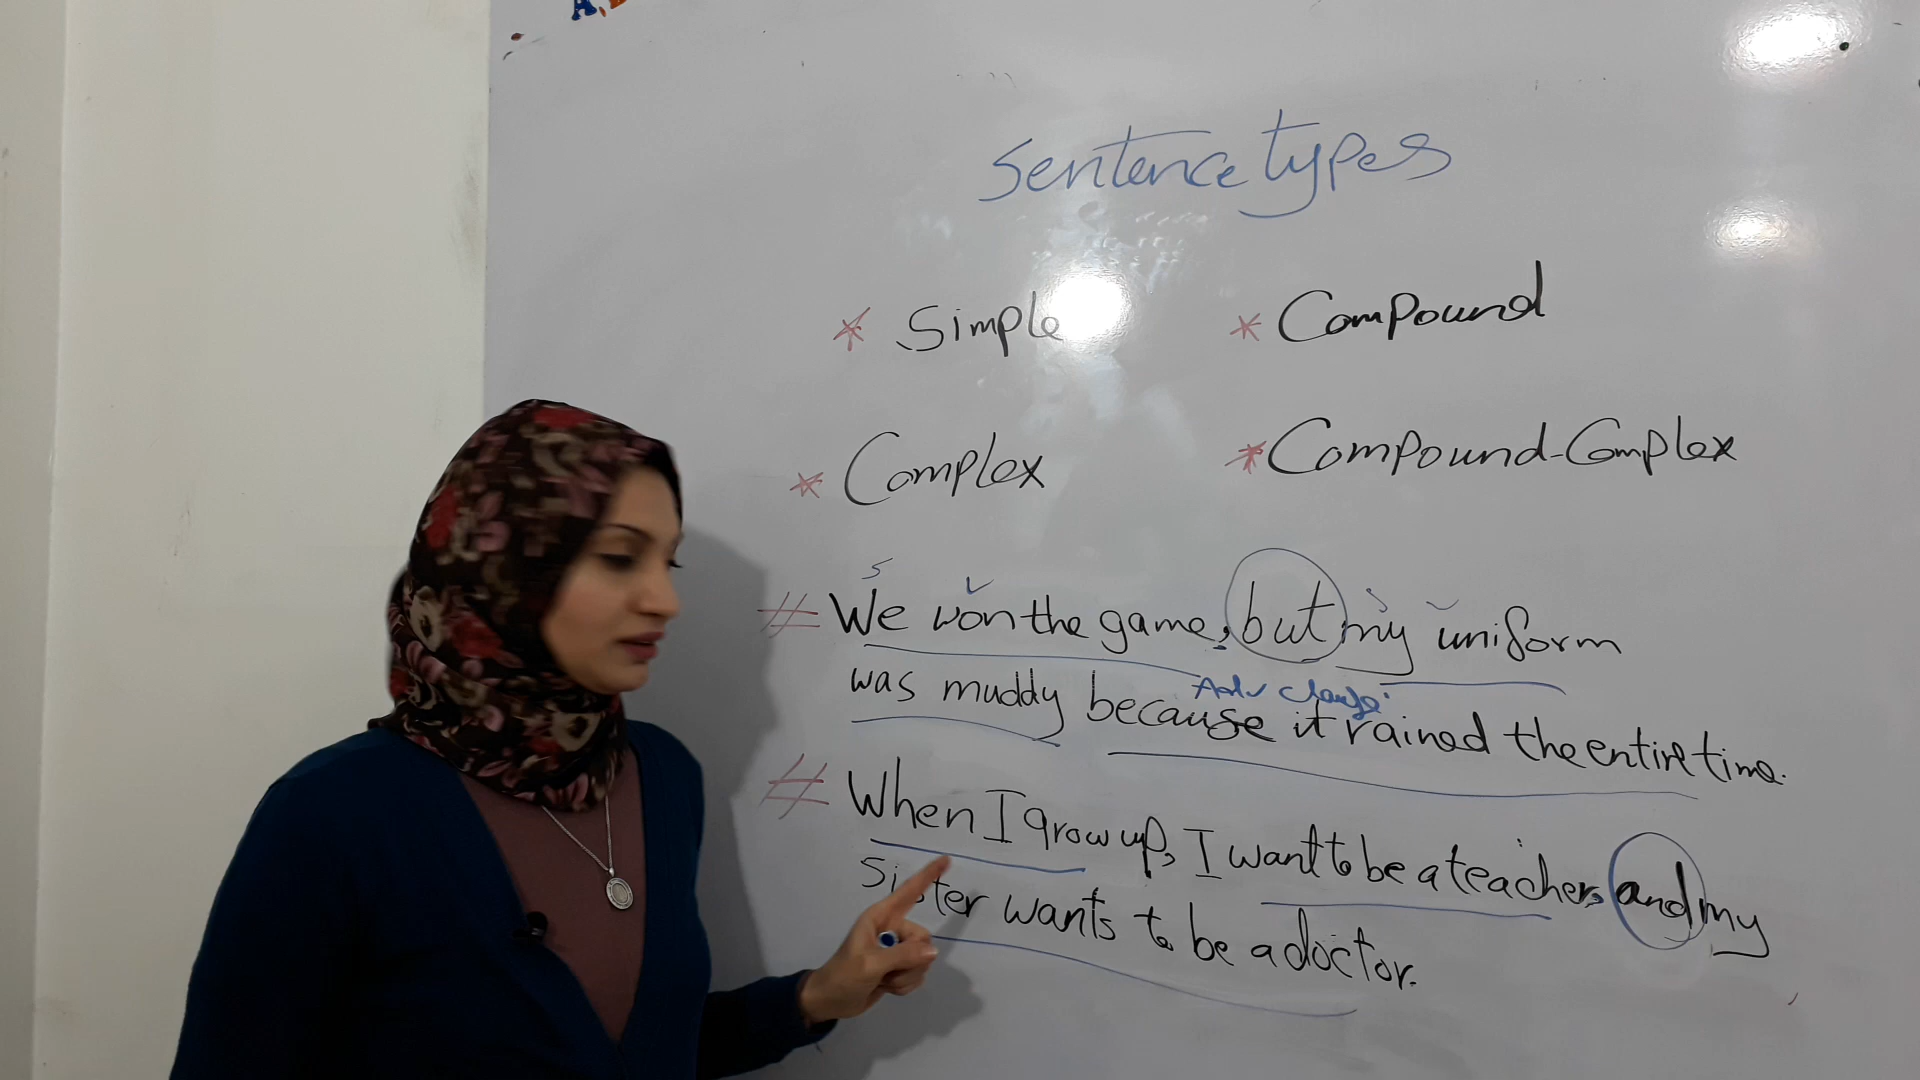 A,
Sentence types
* Simple * Compound
* Complex * Compound-Complex
S V S V
# We won the game, but my uniform
Adv clause
was muddy because it rained the entire time.
# When I grow up, I want to be a teacher, and my
Sister wants to be a doctor.